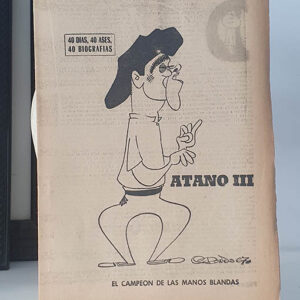 40 DIAS, 40 ASES,
40 BIOGRAFIAS
ATANO III
EL CAMPEON DE LAS MANOS BLANDAS